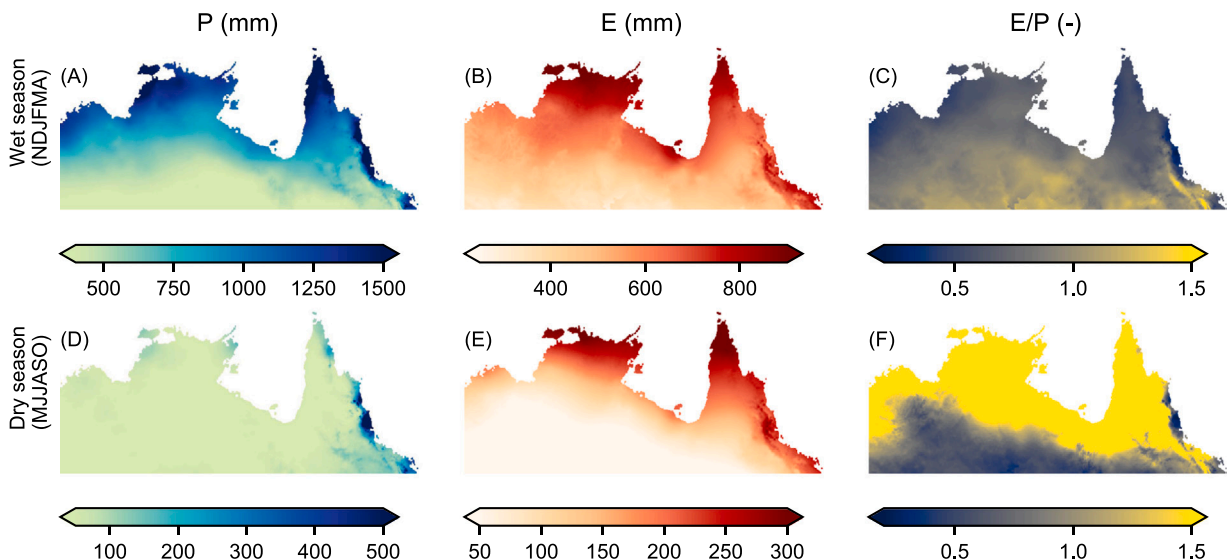 P (mm)
E (mm)
E/P (-)
Wet season
(NDJFMA)
(A)
(B)
(C)
500 750 1000 1250 1500
400 600 800
0.5 1.0 1.5
Dry season
(MJJASO)
(D)
(E)
(F)
100 200 300 400 500
50 100 150 200 250 300
0.5 1.0 1.5